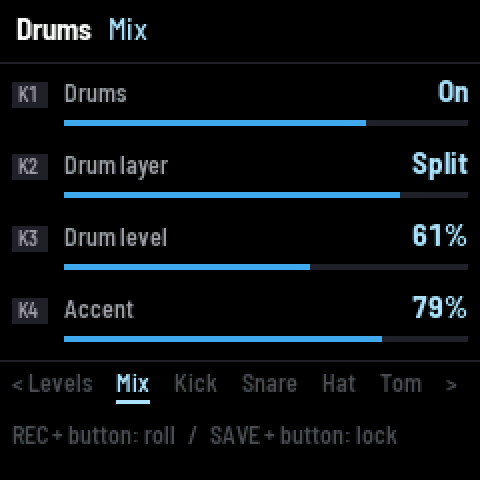 Drums Mix
K1 Drums On
K2 Drum layer Split
K3 Drum level 61%
K4 Accent 79%
< Levels Mix Kick Snare Hat Tom >
REC + button: roll / SAVE + button: lock